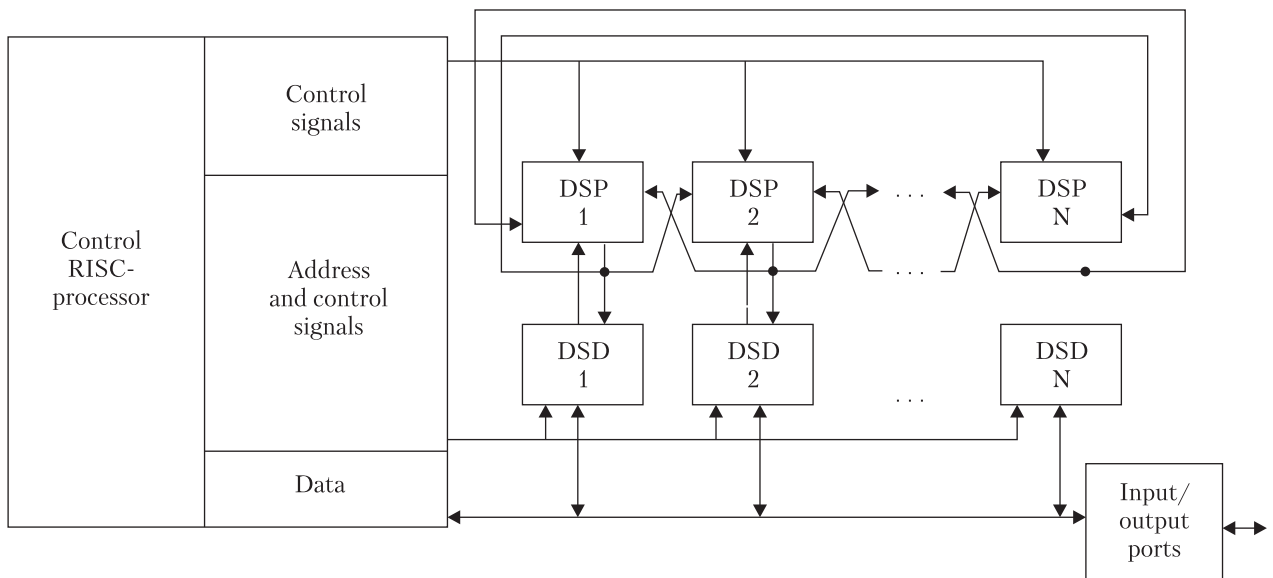 Control
RISC-
processor
Control
signals
Address
and control
signals
Data
DSP
1
DSP
2
. . .
DSP
N
. . .
DSD
1
DSD
2
. . .
DSD
N
Input/
output
ports